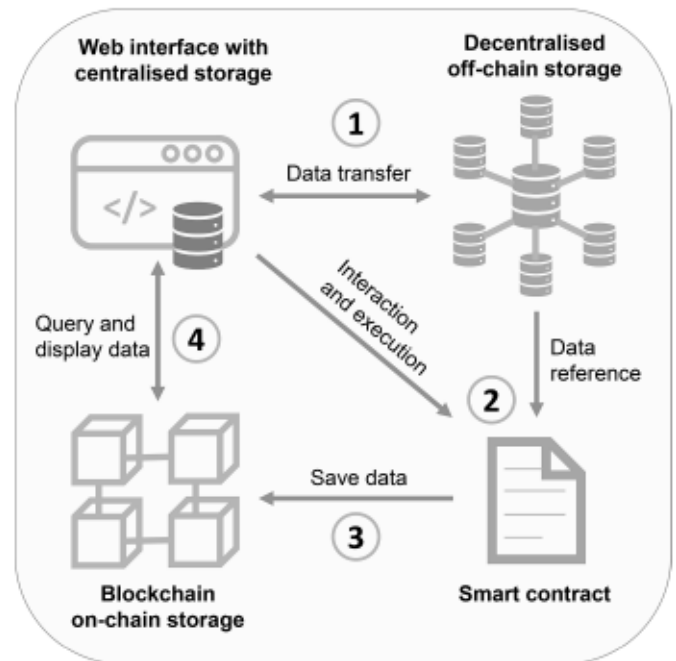 Web interface with
centralised storage
Decentralised
off-chain storage
1
Data transfer
</>
Interaction
and execution
Query and
display data
4
2
Data
reference
Save data
3
Blockchain
on-chain storage
Smart contract